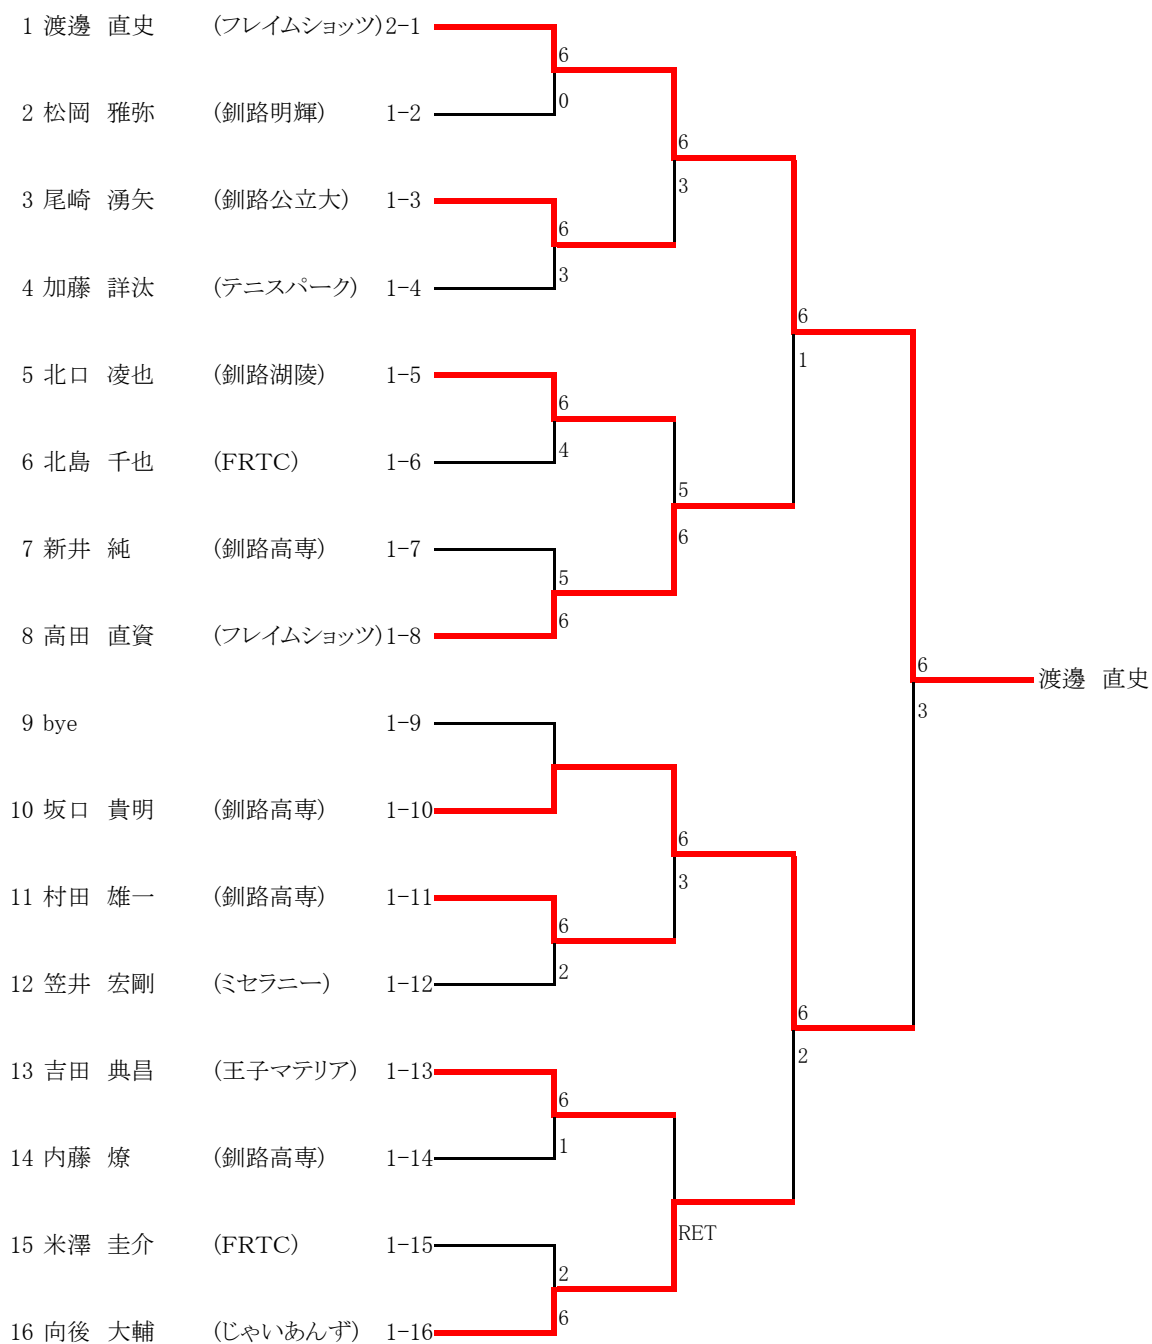 1 渡邊 直史 (フレイムショッツ) 2-1
6
0
2 松岡 雅弥 (釧路明輝) 1-2
6
3
3 尾崎 湧矢 (釧路公立大) 1-3
6
3
4 加藤 詳汰 (テニスパーク) 1-4
6
1
5 北口 凌也 (釧路湖陵) 1-5
6
4
6 北島 千也 (FRTC) 1-6
5
6
7 新井 純 (釧路高専) 1-7
5
6
8 高田 直資 (フレイムショッツ) 1-8
6
渡邊 直史
3
9 bye 1-9
10 坂口 貴明 (釧路高専) 1-10
6
3
11 村田 雄一 (釧路高専) 1-11
6
2
12 笠井 宏剛 (ミセラニー) 1-12
6
2
13 吉田 典昌 (王子マテリア) 1-13
6
1
14 内藤 燎 (釧路高専) 1-14
RET
15 米澤 圭介 (FRTC) 1-15
2
6
16 向後 大輔 (じゃいあんず) 1-16